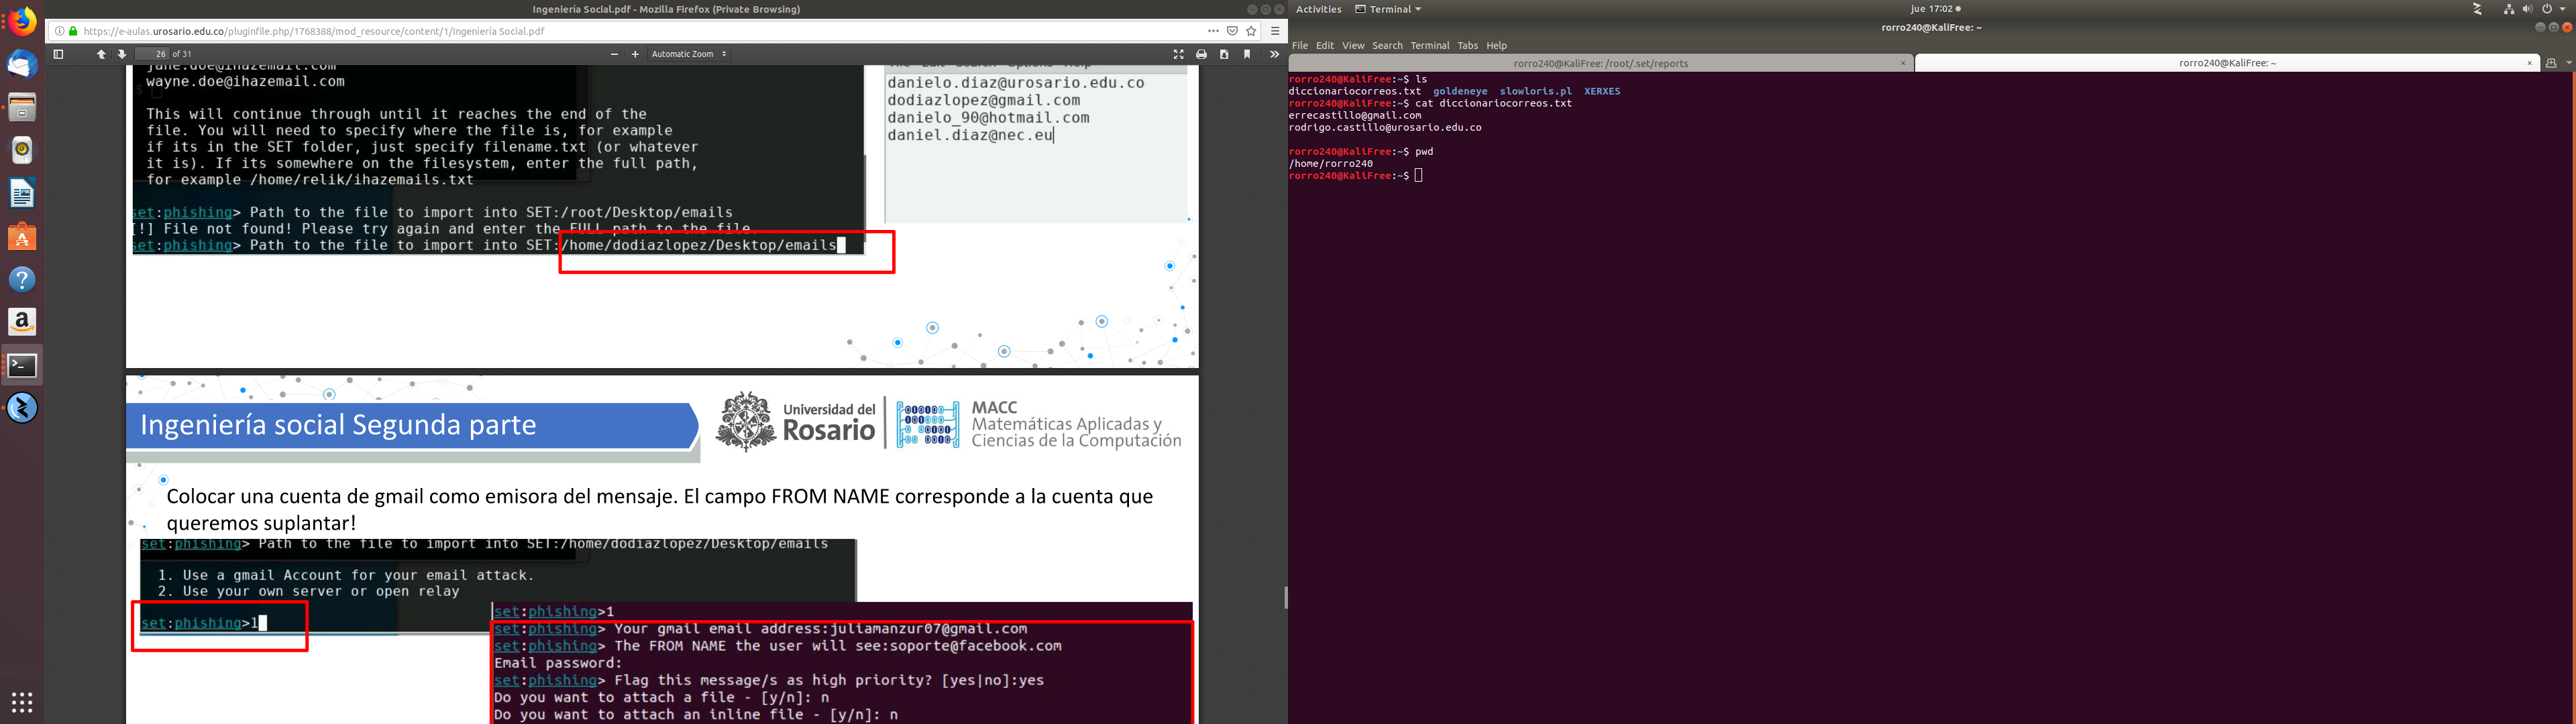 Ingeniería Social.pdf - Mozilla Firefox (Private Browsing)
https://e-aulas.urosario.edu.co/pluginfile.php/1768388/mod_resource/content/1/Ingeniería Social.pdf
26 of 31
Automatic Zoom
jane.doe@ihazemail.com
wayne.doe@ihazemail.com
This will continue through until it reaches the end of the
file. You will need to specify where the file is, for example
if its in the SET folder, just specify filename.txt (or whatever
it is). If its somewhere on the filesystem, enter the full path,
for example /home/relik/ihazemails.txt
set:phishing> Path to the file to import into SET:/root/Desktop/emails
[!] File not found! Please try again and enter the FULL path to the file.
set:phishing> Path to the file to import into SET:/home/dodiazlopez/Desktop/emails
File Edit Search Options Help
danielo.diaz@urosario.edu.co
dodiazlopez@gmail.com
danielo_90@hotmail.com
daniel.diaz@nec.eu
Ingeniería social Segunda parte
Universidad del
Rosario
MACC
Matemáticas Aplicadas y
Ciencias de la Computación
Colocar una cuenta de gmail como emisora del mensaje. El campo FROM NAME corresponde a la cuenta que
queremos suplantar!
set:phishing> Path to the file to import into SET:/home/dodiazlopez/Desktop/emails
1. Use a gmail Account for your email attack.
2. Use your own server or open relay
set:phishing>1
set:phishing>1
set:phishing> Your gmail email address:juliamanzur07@gmail.com
set:phishing> The FROM NAME the user will see:soporte@facebook.com
Email password:
set:phishing> Flag this message/s as high priority? [yes|no]:yes
Do you want to attach a file - [y/n]: n
Do you want to attach an inline file - [y/n]: n
Activities Terminal
jue 17:02
rorro240@KaliFree: ~
File Edit View Search Terminal Tabs Help
rorro240@KaliFree: /root/.set/reports
rorro240@KaliFree: ~
rorro240@KaliFree:~$ ls
diccionariocorreos.txt goldeneye slowloris.pl XERXES
rorro240@KaliFree:~$ cat diccionariocorreos.txt
errecastillo@gmail.com
rodrigo.castillo@urosario.edu.co
rorro240@KaliFree:~$ pwd
/home/rorro240
rorro240@KaliFree:~$